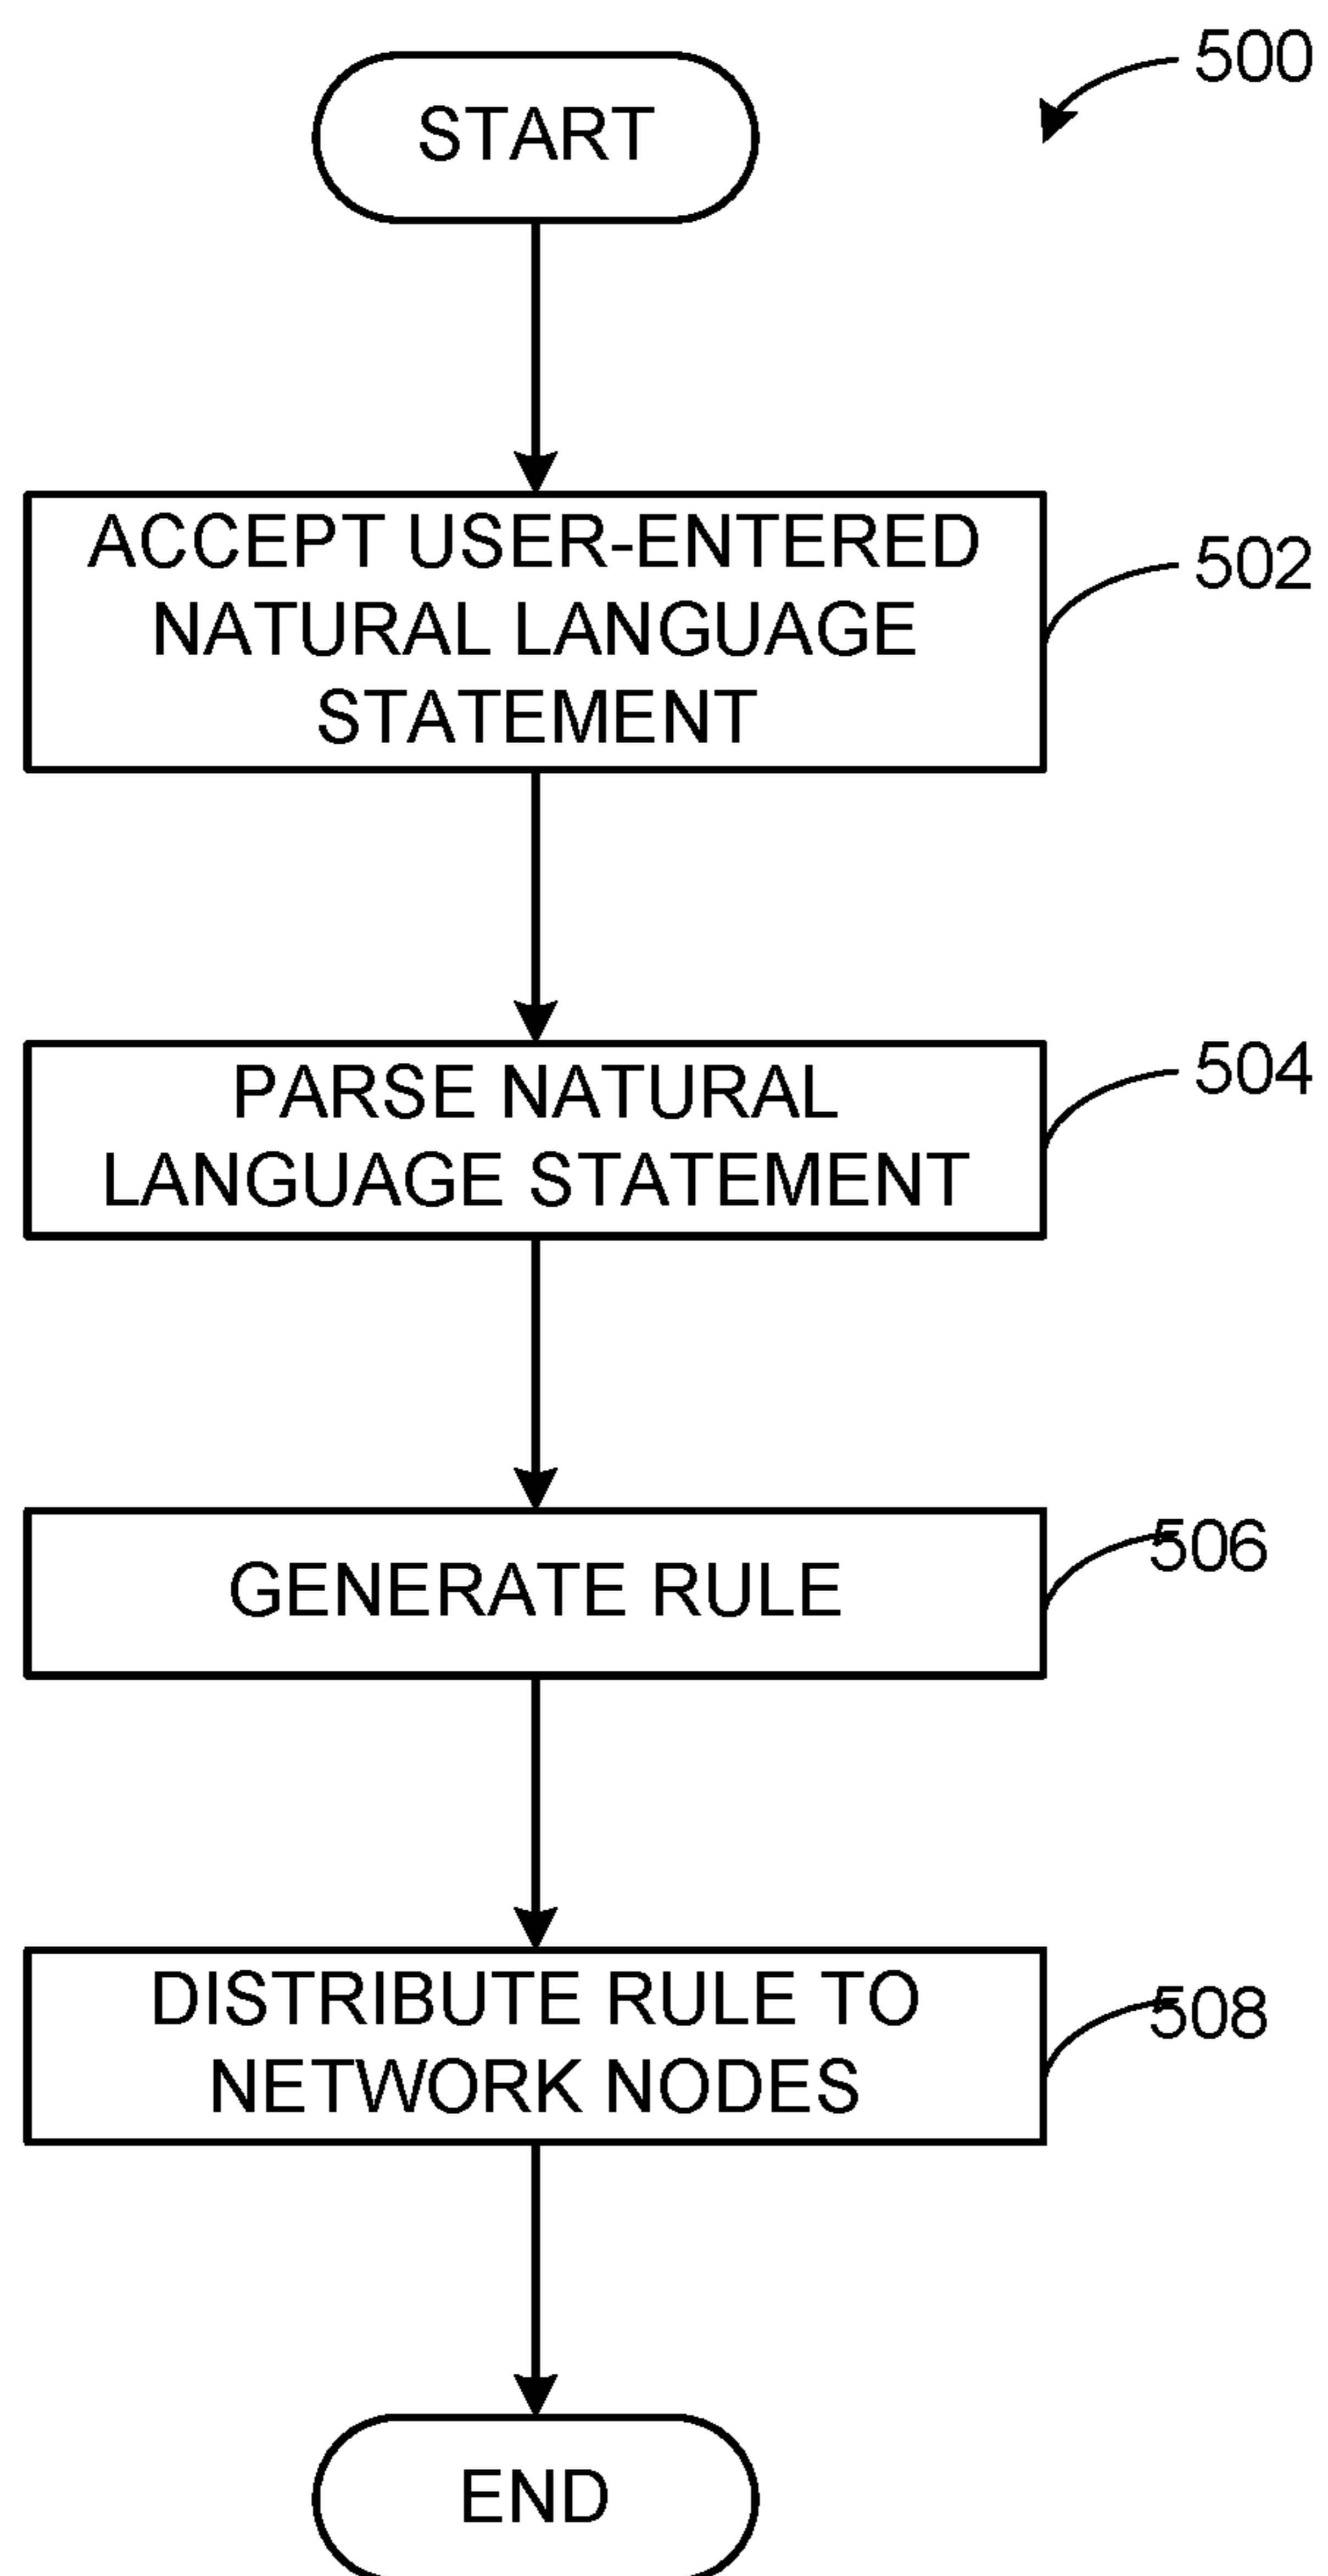 500
START
ACCEPT USER-ENTERED
NATURAL LANGUAGE
STATEMENT
502
PARSE NATURAL
LANGUAGE STATEMENT
504
GENERATE RULE
506
DISTRIBUTE RULE TO
NETWORK NODES
508
END